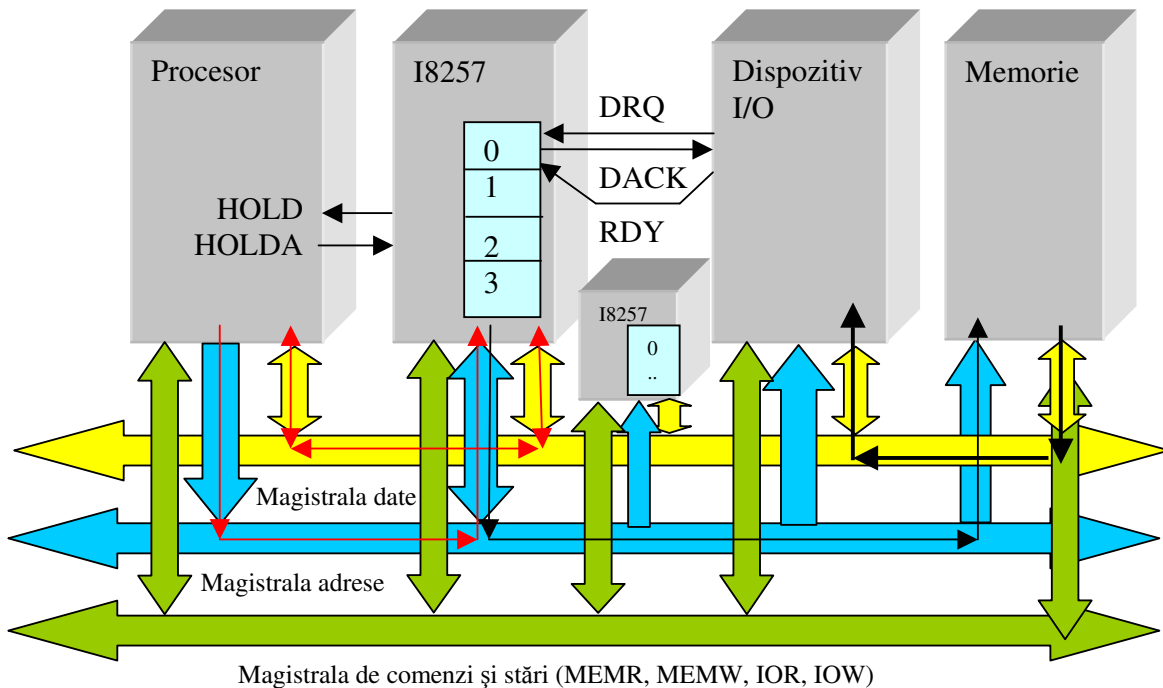 Procesor
I8257
Dispozitiv
I/O
Memorie
DRQ
DACK
RDY
0
1
2
3
HOLD
HOLDA
I8257
0
..
Magistrala date
Magistrala adrese
Magistrala de comenzi şi stări (MEMR, MEMW, IOR, IOW)